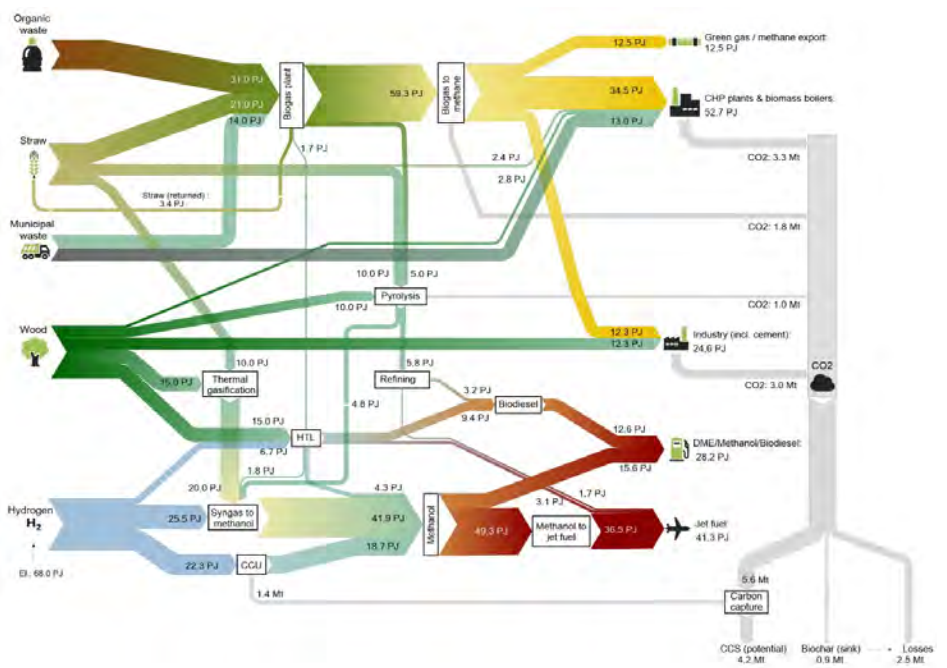 Organic
waste
Green gas / methane export:
12.5 PJ
12.5 PJ
31.0 PJ
21.0 PJ
14.0 PJ
Biogas plant
59.3 PJ
Biogas to
methane
34.5 PJ
13.0 PJ
CHP plants & biomass boilers:
52.7 PJ
Straw
1.7 PJ
2.4 PJ
2.8 PJ
CO2: 3.3 Mt
Straw (returned) :
3.4 PJ
Municipal
waste
CO2: 1.8 Mt
10.0 PJ
5.0 PJ
Pyrolysis
10.0 PJ
CO2: 1.0 Mt
Wood
12.3 PJ
12.3 PJ
Industry (incl. cement):
24,6 PJ
10.0 PJ
5.8 PJ
CO2
15.0 PJ
Thermal
gasification
Refining
CO2: 3.0 Mt
4.8 PJ
3.2 PJ
Biodiesel
15.0 PJ
9.4 PJ
HTL
6.7 PJ
12.6 PJ
DME/Methanol/Biodiesel:
28.2 PJ
1.8 PJ
15.6 PJ
20.0 PJ
4.3 PJ
1.7 PJ
3.1 PJ
Hydrogen
H2
25.5 PJ
Syngas to
methanol
41.9 PJ
Methanol
49.3 PJ
Methanol to
jet fuel
36.5 PJ
Jet fuel:
41.3 PJ
18.7 PJ
El.: 68.0 PJ
22.3 PJ
CCU
5.6 Mt
1.4 Mt
Carbon
capture
CCS (potential)
4.2 Mt
Biochar (sink)
0.9 Mt
Losses
2.5 Mt